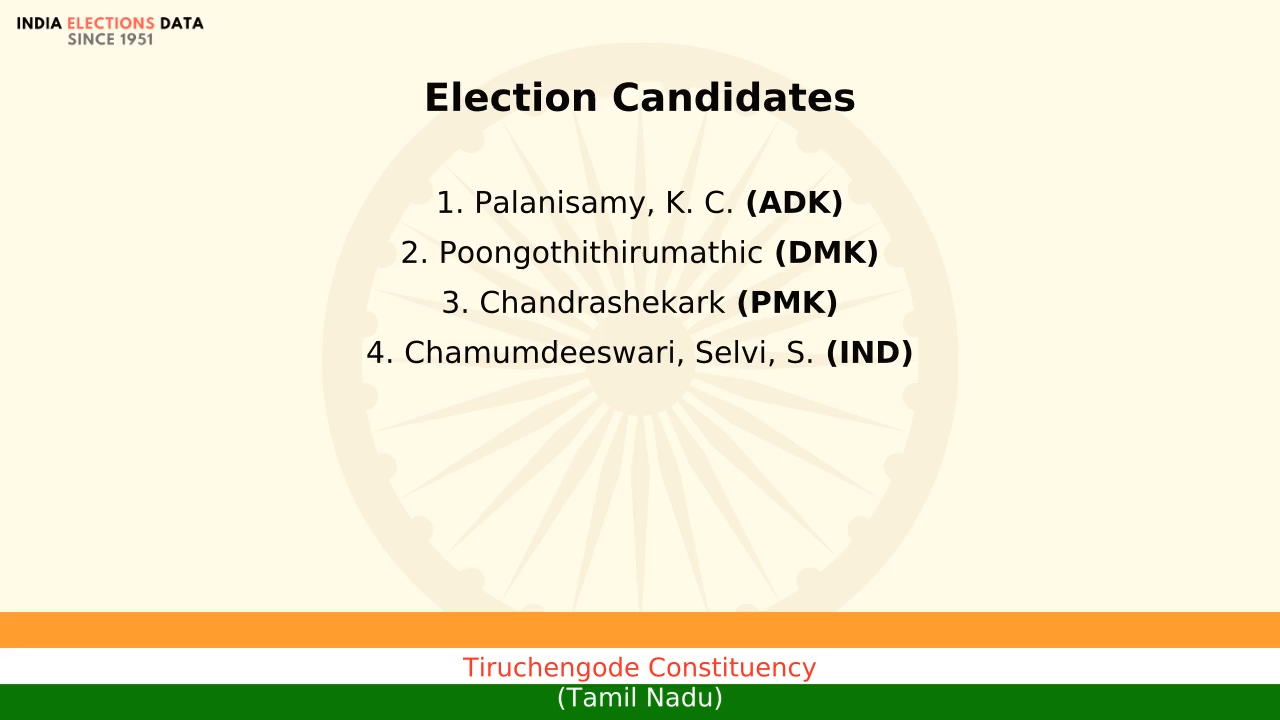 INDIA ELECTIONS DATA
SINCE 1951
Election Candidates
1. Palanisamy, K. C. (ADK)
2. Poongothithirumathic (DMK)
3. Chandrashekark (PMK)
4. Chamumdeeswari, Selvi, S. (IND)
Tiruchengode Constituency
(Tamil Nadu)